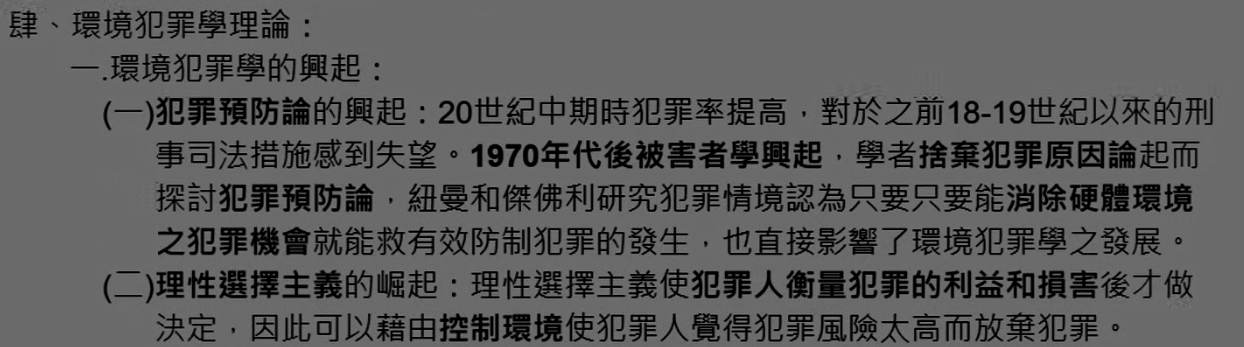 肆、環境犯罪學理論：
一.環境犯罪學的興起：
(一)犯罪預防論的興起：20世紀中期時犯罪率提高，對於之前18-19世紀以來的刑
事司法措施感到失望。1970年代後被害者學興起，學者捨棄犯罪原因論起而
探討犯罪預防論，紐曼和傑佛利研究犯罪情境認為只要只要能消除硬體環境
之犯罪機會就能救有效防制犯罪的發生，也直接影響了環境犯罪學之發展。
(二)理性選擇主義的崛起：理性選擇主義使犯罪人衡量犯罪的利益和損害後才做
決定，因此可以藉由控制環境使犯罪人覺得犯罪風險太高而放棄犯罪。